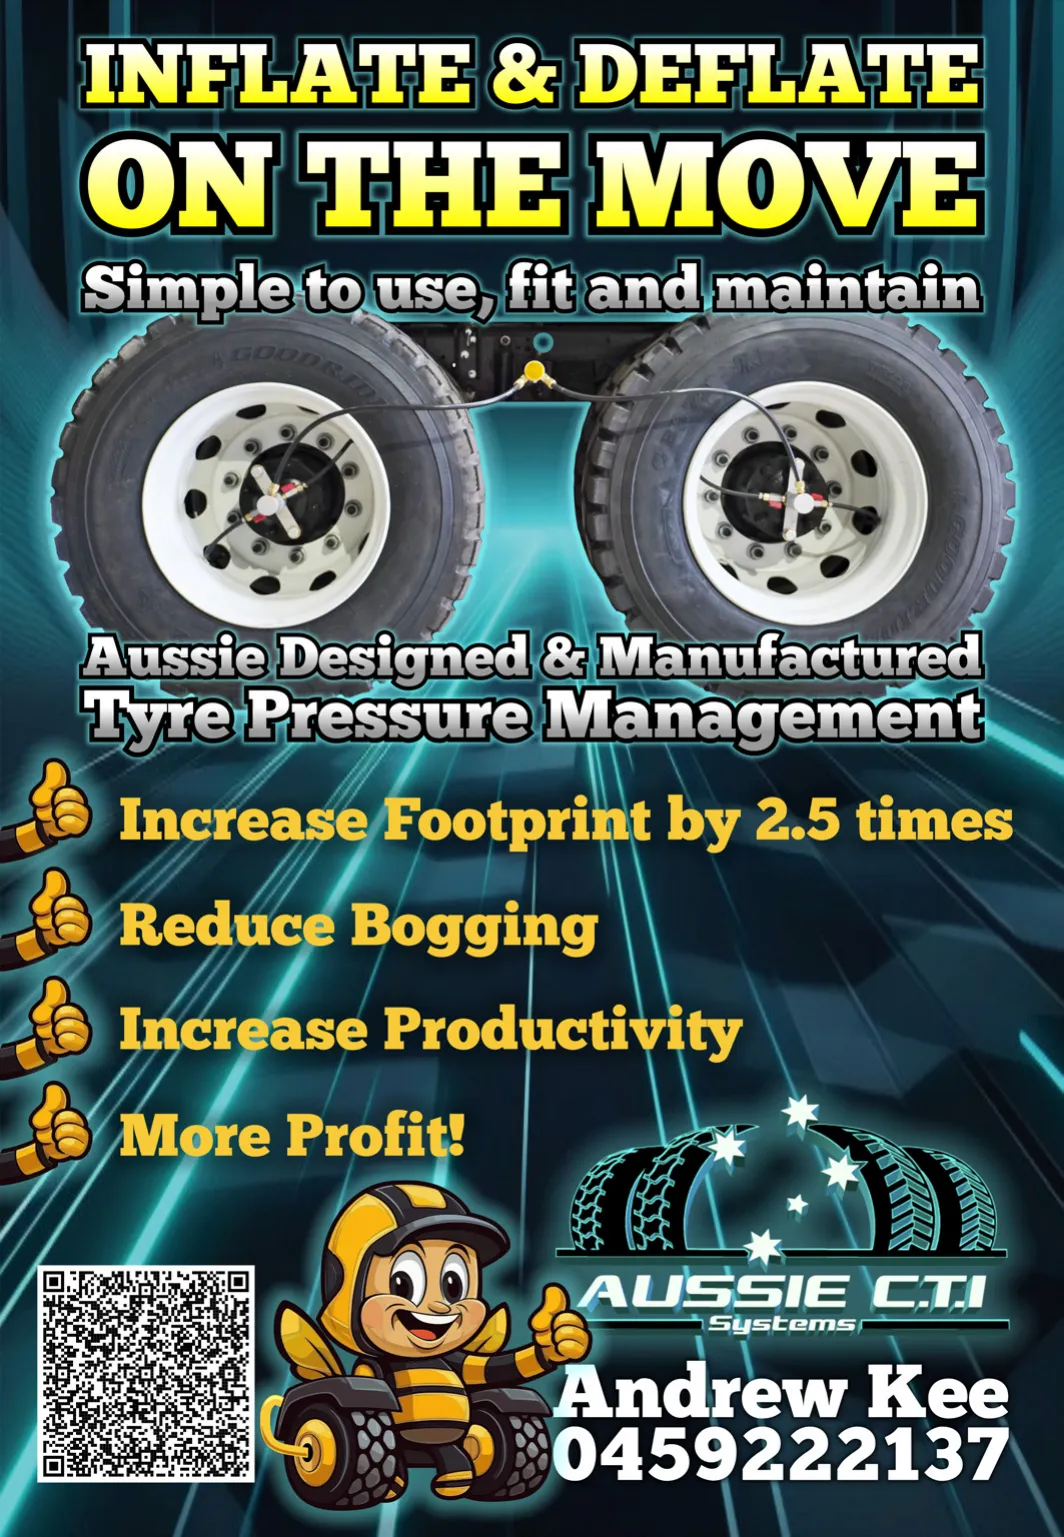 INFLATE & DEFLATE
ON THE MOVE
Simple to use, fit and maintain
Aussie Designed & Manufactured
Tyre Pressure Management
Increase Footprint by 2.5 times
Reduce Bogging
Increase Productivity
More Profit!
AUSSIE C.T.I
Systems
Andrew Kee
0459222137